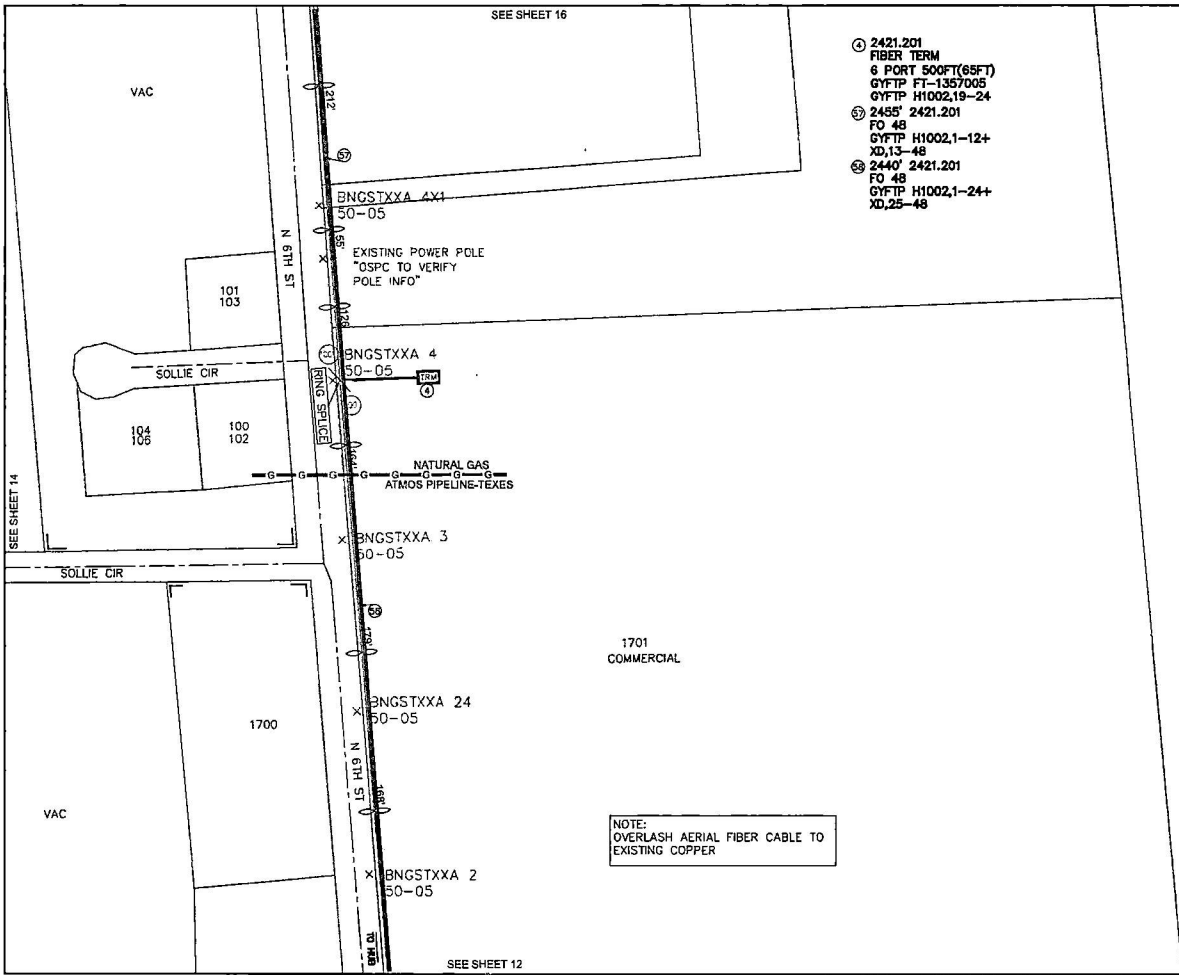 SEE SHEET 16
④ 2421.201
FIBER TERM
6 PORT 500FT(65FT)
GYFTP FT-1357005
GYFTP H1002,19-24
57 2455' 2421.201
FO 48
GYFTP H1002,1-12+
XD,13-48
58 2440' 2421.201
FO 48
GYFTP H1002,1-24+
XD,25-48
VAC
212'
57
BNGSTXXA 4X1
50-05
N 6TH ST
55'
EXISTING POWER POLE
"OSPC TO VERIFY
POLE INFO"
101
103
126'
BNGSTXXA 4
50-05
TRM
④
SOLLIE CIR
RING SPLICE
104
106
100
102
164'
NATURAL GAS
G G G G G G G G
ATMOS PIPELINE-TEXES
SEE SHEET 14
BNGSTXXA 3
50-05
SOLLIE CIR
58
179'
1701
COMMERCIAL
BNGSTXXA 24
50-05
1700
N 6TH ST
168'
VAC
NOTE:
OVERLASH AERIAL FIBER CABLE TO
EXISTING COPPER
BNGSTXXA 2
50-05
TO HUB
SEE SHEET 12